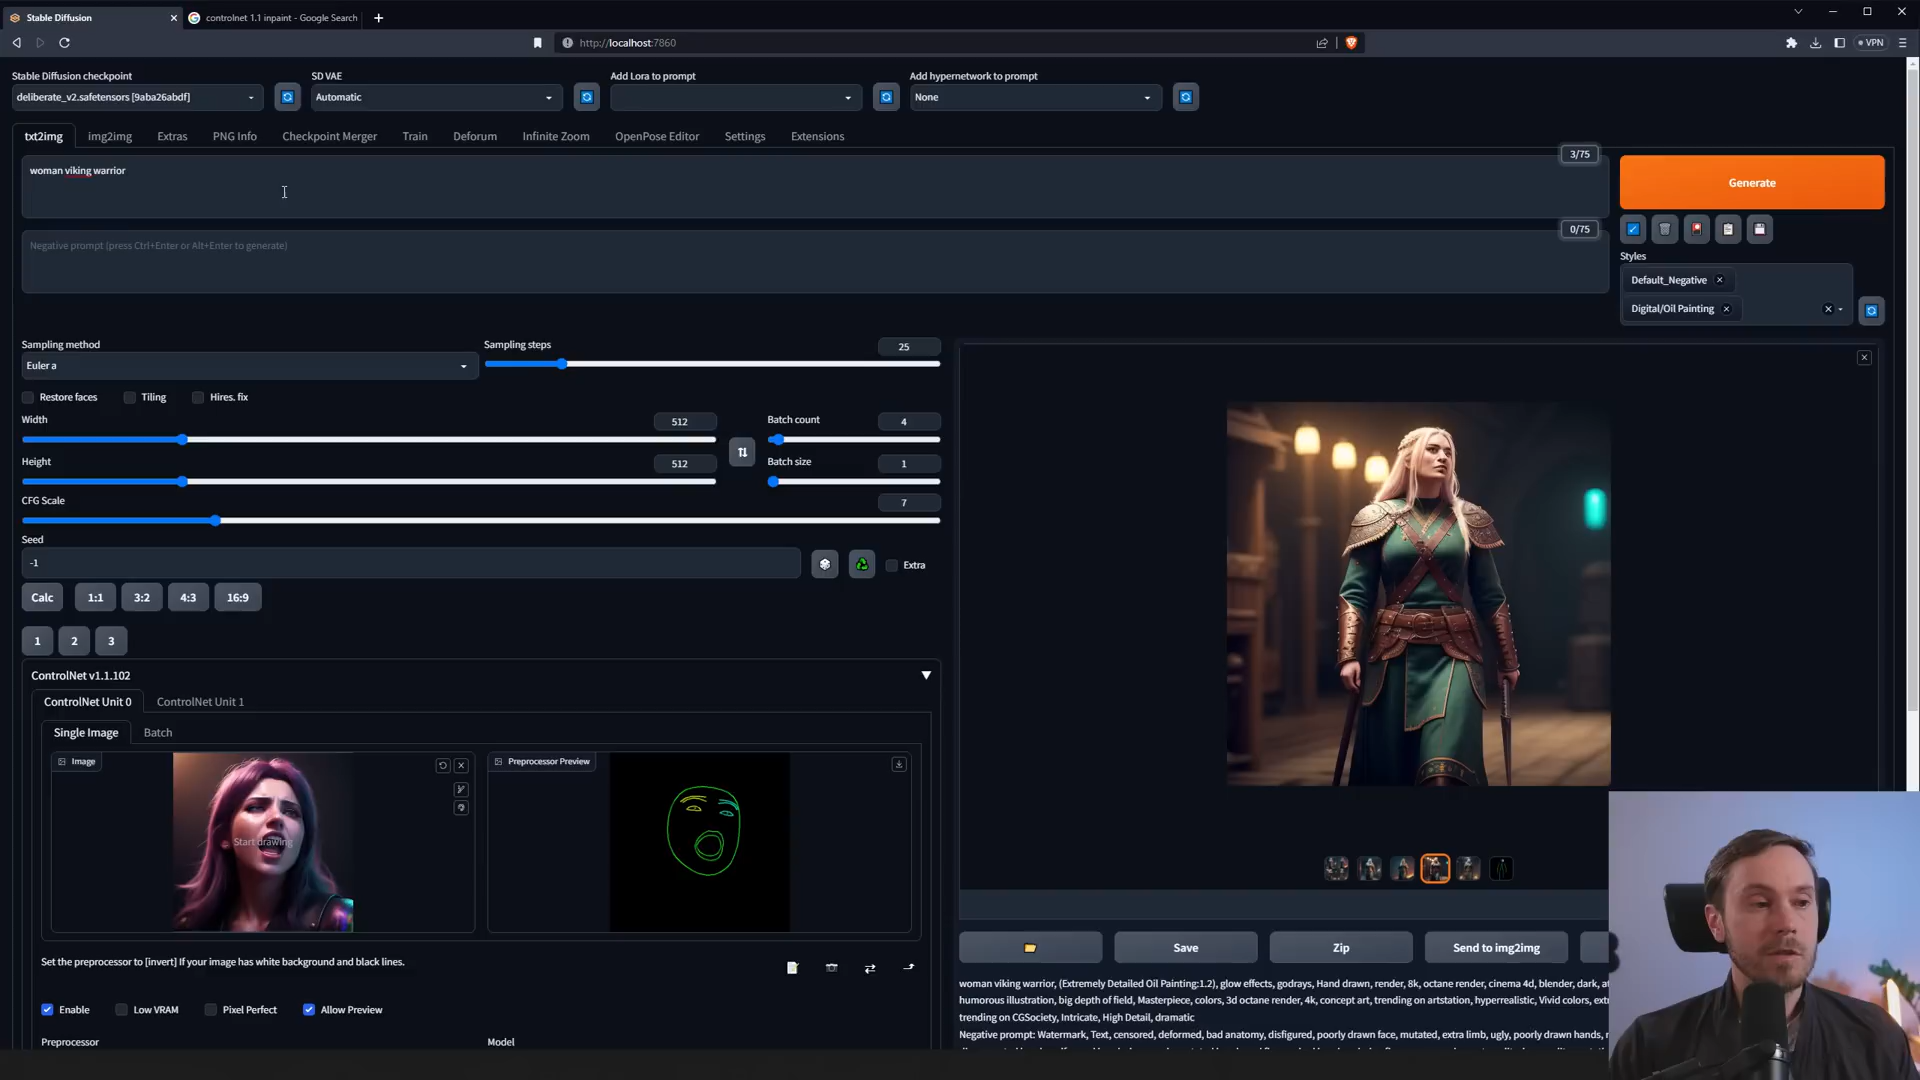 Stable Diffusion
controlnet 1.1 inpaint - Google Search
http://localhost:7860
VPN
Stable Diffusion checkpoint
SD VAE
Add Lora to prompt
Add hypernetwork to prompt
deliberate_v2.safetensors [9aba26abdf]
Automatic
None
txt2img
img2img
Extras
PNG Info
Checkpoint Merger
Train
Deforum
Infinite Zoom
OpenPose Editor
Settings
Extensions
3/75
woman viking warrior
Generate
0/75
Negative prompt (press Ctrl+Enter or Alt+Enter to generate)
Styles
Default_Negative
Digital/Oil Painting
Sampling method
Sampling steps
25
Euler a
Restore faces
Tiling
Hires. fix
Width
512
Batch count
4
Height
512
Batch size
1
CFG Scale
7
Seed
-1
Extra
Calc
1:1
3:2
4:3
16:9
1
2
3
ControlNet v1.1.102
ControlNet Unit 0
ControlNet Unit 1
Single Image
Batch
Image
Preprocessor Preview
Start drawing
Save
Zip
Send to img2img
Set the preprocessor to [invert] If your image has white background and black lines.
Enable
Low VRAM
Pixel Perfect
Allow Preview
Preprocessor
Model
woman viking warrior, (Extremely Detailed Oil Painting:1.2), glow effects, godrays, Hand drawn, render, 8k, octane render, cinema 4d, blender, dark,
humorous illustration, big depth of field, Masterpiece, colors, 3d octane render, 4k, concept art, trending on artstation, hyperrealistic, Vivid colors,
trending on CGSociety, Intricate, High Detail, dramatic
Negative prompt: Watermark, Text, censored, deformed, bad anatomy, disfigured, poorly drawn face, mutated, extra limb, ugly, poorly drawn hands,